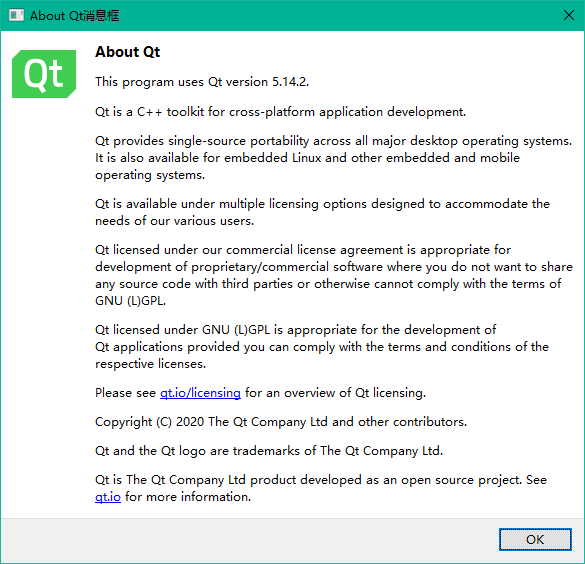 About Qt消息框
Qt
About Qt
This program uses Qt version 5.14.2.
Qt is a C++ toolkit for cross-platform application development.
Qt provides single-source portability across all major desktop operating systems.
It is also available for embedded Linux and other embedded and mobile
operating systems.
Qt is available under multiple licensing options designed to accommodate the
needs of our various users.
Qt licensed under our commercial license agreement is appropriate for
development of proprietary/commercial software where you do not want to share
any source code with third parties or otherwise cannot comply with the terms of
GNU (L)GPL.
Qt licensed under GNU (L)GPL is appropriate for the development of
Qt applications provided you can comply with the terms and conditions of the
respective licenses.
Please see qt.io/licensing for an overview of Qt licensing.
Copyright (C) 2020 The Qt Company Ltd and other contributors.
Qt and the Qt logo are trademarks of The Qt Company Ltd.
Qt is The Qt Company Ltd product developed as an open source project. See
qt.io for more information.
OK